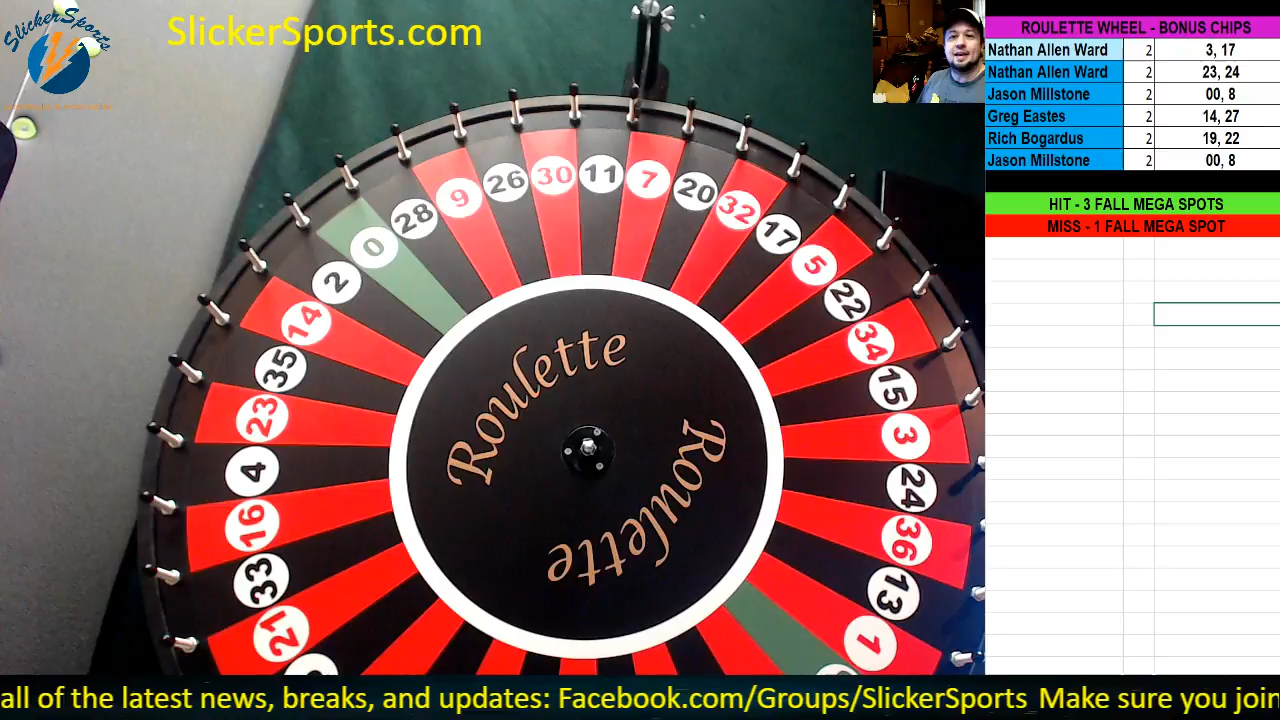 SlickerSports
SlickerSports.com
ROULETTE WHEEL - BONUS CHIPS
Nathan Allen Ward 2 3, 17
Nathan Allen Ward 2 23, 24
Jason Millstone 2 00, 8
Greg Eastes 2 14, 27
Rich Bogardus 2 19, 22
Jason Millstone 2 00, 8
HIT - 3 FALL MEGA SPOTS
MISS - 1 FALL MEGA SPOT
21
33
16
4
23
35
14
2
0
28
9
26
30
11
7
20
32
17
5
22
34
15
3
24
36
13
1
Roulette
Roulette
all of the latest news, breaks, and updates: Facebook.com/Groups/SlickerSports Make sure you join